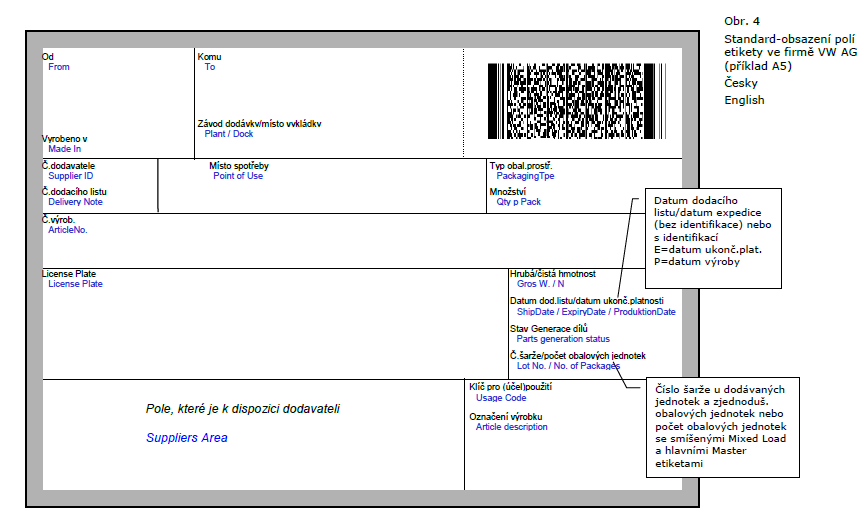 Obr. 4
Standard-obsazení polí
etikety ve firmě VW AG
(příklad A5)
Česky
English
Od
From
Komu
To
Závod dodávkv/místo vvkládkv
Plant / Dock
Vyrobeno v
Made In
Č.dodavatele
Supplier ID
Č.dodacího listu
Delivery Note
Místo spotřeby
Point of Use
Typ obal.prostř.
PackagingTpe
Množství
Qty p Pack
Č.výrob.
ArticleNo.
License Plate
License Plate
Hrubá/čistá hmotnost
Gros W. / N
Datum dod.listu/datum ukonč.platnosti
ShipDate / ExpiryDate / ProduktionDate
Stav Generace dílů
Parts generation status
Č.šarže/počet obalových jednotek
Lot No. / No. of Packages
Pole, které je k dispozici dodavateli
Suppliers Area
Klíč pro (účel)použití
Usage Code
Označení výrobku
Article description
Datum dodacího
listu/datum expedice
(bez identifikace) nebo
s identifikací
E=datum ukonč.plat.
P=datum výroby
Číslo šarže u dodávaných
jednotek a zjednoduš.
obalových jednotek nebo
počet obalových jednotek
se smíšenými Mixed Load
a hlavními Master
etiketami